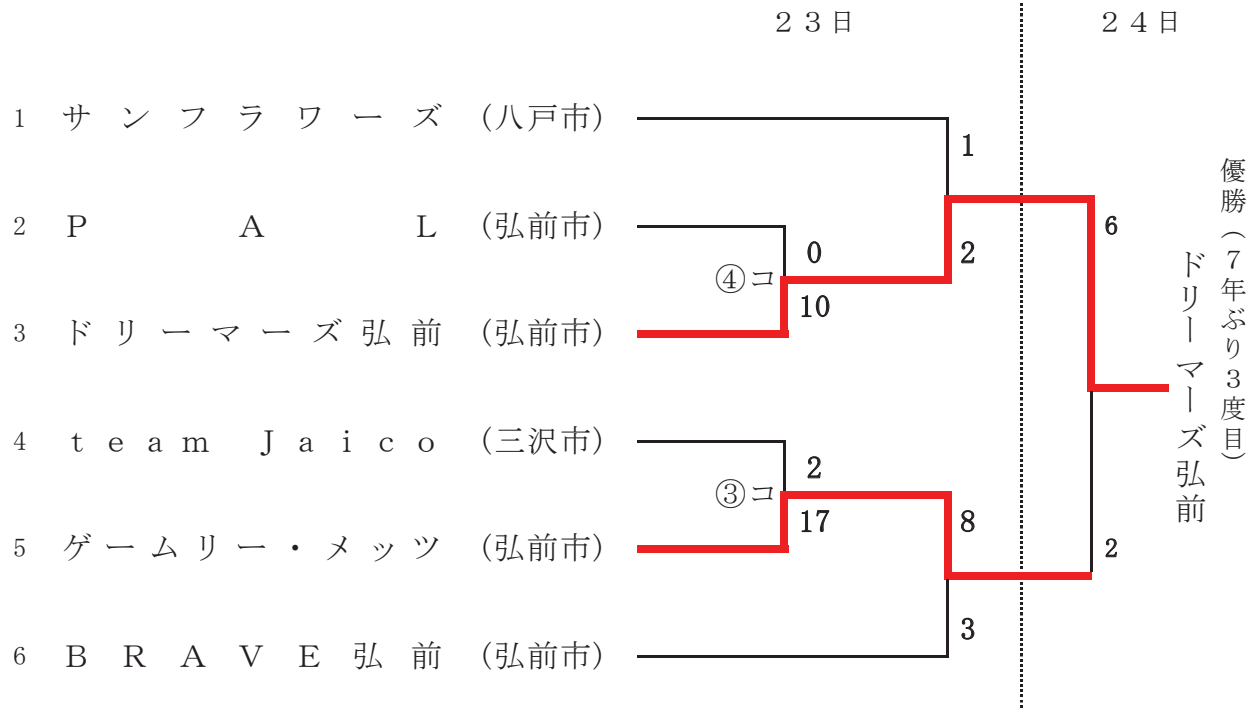 ２３日
２４日
1 サンフラワーズ (八戸市)
1
2 ＰＡＬ (弘前市)
0
④コ
10
2
6
3 ドリーマーズ弘前 (弘前市)
優勝（７年ぶり３度目）
ドリーマーズ弘前
4 team Jaico (三沢市)
2
③コ
17
8
2
5 ゲームリー・メッツ (弘前市)
3
6 ＢＲＡＶＥ弘前 (弘前市)